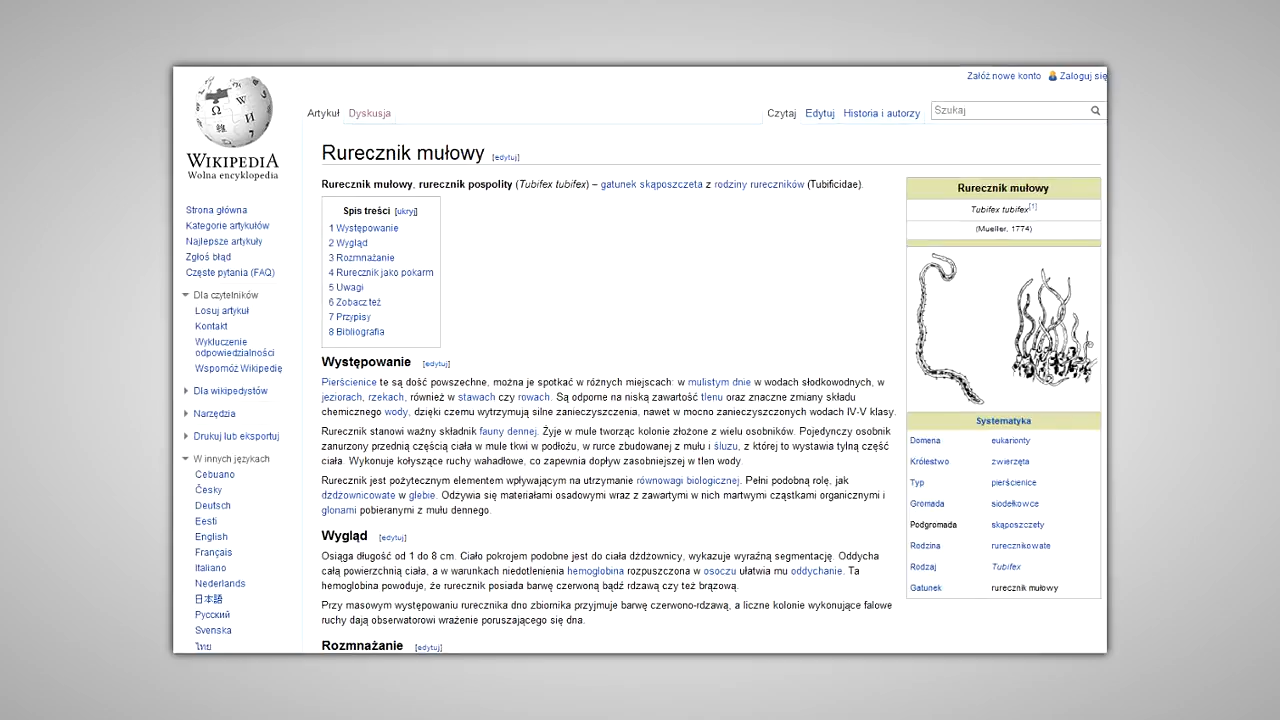 Załóż nowe konto Zaloguj się
Artykuł Dyskusja Czytaj Edytuj Historia i autorzy Szukaj
WIKIPEDIA
Wolna encyklopedia
Strona główna
Kategorie artykułów
Najlepsze artykuły
Zgłoś błąd
Częste pytania (FAQ)
Dla czytelników
Losuj artykuł
Kontakt
Wykluczenie
odpowiedzialności
Wspomóż Wikipedię
Dla wikipedystów
Narzędzia
Drukuj lub eksportuj
W innych językach
Cebuano
Česky
Deutsch
Eesti
English
Français
Italiano
Nederlands
日本語
Русский
Svenska
ไทย
Rurecznik mułowy [edytuj]
Rurecznik mułowy, rurecznik pospolity (Tubifex tubifex) – gatunek skąposzczeta z rodziny rureczników (Tubificidae).
Spis treści [ukryj]
1 Występowanie
2 Wygląd
3 Rozmnażanie
4 Rurecznik jako pokarm
5 Uwagi
6 Zobacz też
7 Przypisy
8 Bibliografia
Występowanie [edytuj]
Pierścienice te są dość powszechne, można je spotkać w różnych miejscach: w mulistym dnie w wodach słodkowodnych, w
jeziorach, rzekach, również w stawach czy rowach. Są odporne na niską zawartość tlenu oraz znaczne zmiany składu
chemicznego wody, dzięki czemu wytrzymują silne zanieczyszczenia, nawet w mocno zanieczyszczonych wodach IV-V klasy.
Rurecznik stanowi ważny składnik fauny dennej. Żyje w mule tworząc kolonie złożone z wielu osobników. Pojedynczy osobnik
zanurzony przednią częścią ciała w mule tkwi w podłożu, w rurce zbudowanej z mułu i śluzu, z której to wystawia tylną część
ciała. Wykonuje kołyszące ruchy wahadłowe, co zapewnia dopływ zasobniejszej w tlen wody.
Rurecznik jest pożytecznym elementem wpływającym na utrzymanie równowagi biologicznej. Pełni podobną rolę, jak
dżdżownicowate w glebie. Odżywia się materiałami osadowymi wraz z zawartymi w nich martwymi cząstkami organicznymi i
glonami pobieranymi z mułu dennego.
Wygląd [edytuj]
Osiąga długość od 1 do 8 cm. Ciało pokrojem podobne jest do ciała dżdżownicy, wykazuje wyraźną segmentację. Oddycha
całą powierzchnią ciała, a w warunkach niedotlenienia hemoglobina rozpuszczona w osoczu ułatwia mu oddychanie. Ta
hemoglobina powoduje, że rurecznik posiada barwę czerwoną bądź rdzawą czy też brązową.
Przy masowym występowaniu rurecznika dno zbiornika przyjmuje barwę czerwono-rdzawą, a liczne kolonie wykonujące falowe
ruchy dają obserwatorowi wrażenie poruszającego się dna.
Rozmnażanie [edytuj]
Rurecznik mułowy
Tubifex tubifex[1]
(Mueller, 1774)
Systematyka
Domena eukarionty
Królestwo zwierzęta
Typ pierścienice
Gromada siodełkowce
Podgromada skąposzczety
Rodzina rurecznikowate
Rodzaj Tubifex
Gatunek rurecznik mułowy